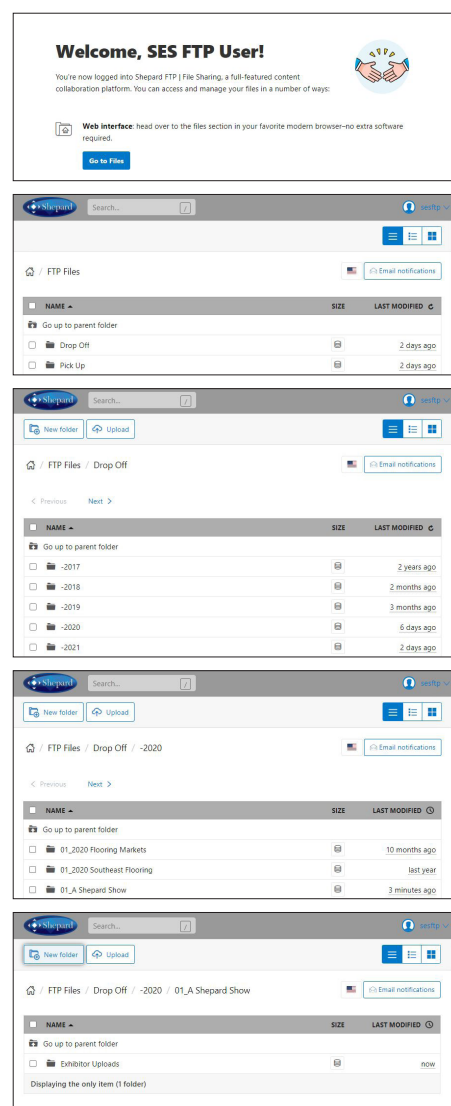 Welcome, SES FTP User!
You're now logged into Shepard FTP | File Sharing, a full-featured content
collaboration platform. You can access and manage your files in a number of ways:
Web interface: head over to the files section in your favorite modern browser–no extra software
required.
Go to Files
Shepard Search... / sesftp
/ FTP Files Email notifications
NAME SIZE LAST MODIFIED
Go up to parent folder
Drop Off 2 days ago
Pick Up 2 days ago
Shepard Search... / sesftp
New folder Upload
/ FTP Files / Drop Off Email notifications
< Previous Next >
NAME SIZE LAST MODIFIED
Go up to parent folder
-2017 2 years ago
-2018 2 months ago
-2019 3 months ago
-2020 6 days ago
-2021 2 days ago
Shepard Search... / sesftp
New folder Upload
/ FTP Files / Drop Off / -2020 Email notifications
< Previous Next >
NAME SIZE LAST MODIFIED
Go up to parent folder
01_2020 Flooring Markets 10 months ago
01_2020 Southeast Flooring last year
01_A Shepard Show 3 minutes ago
Shepard Search... / sesftp
New folder Upload
/ FTP Files / Drop Off / -2020 / 01_A Shepard Show Email notifications
NAME SIZE LAST MODIFIED
Go up to parent folder
Exhibitor Uploads now
Displaying the only item (1 folder)